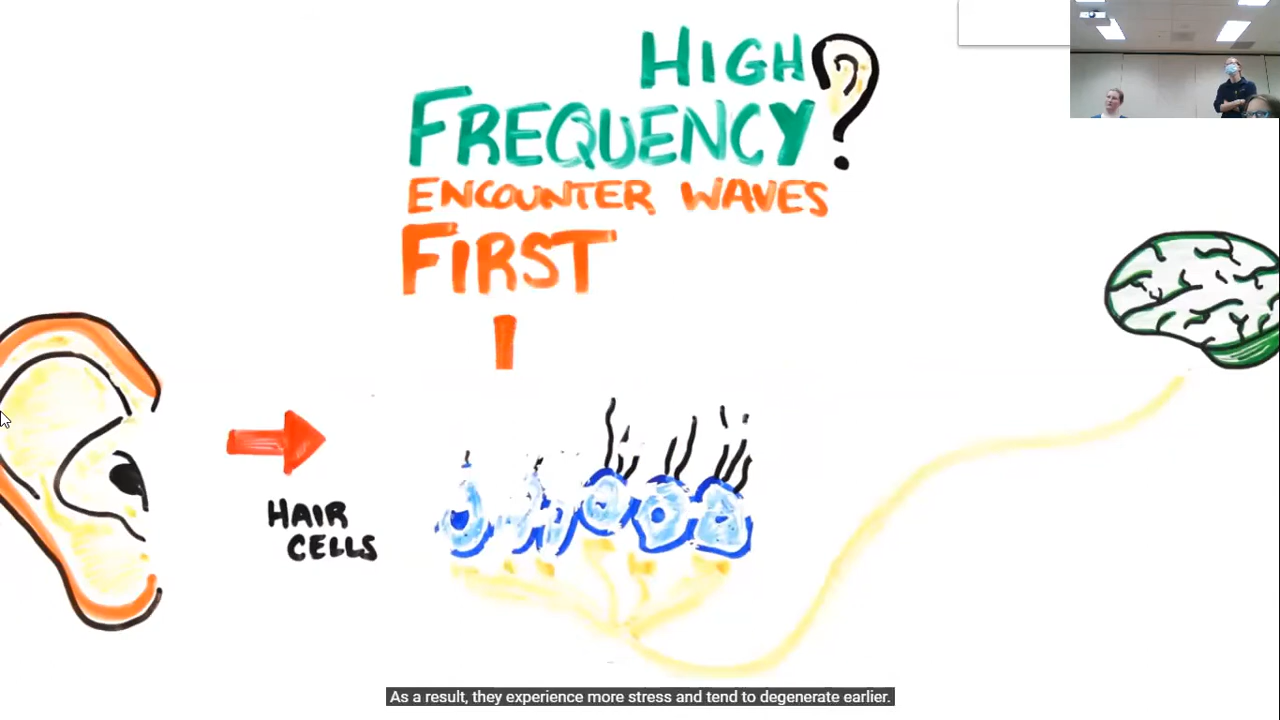 HIGH
FREQUENCY?
ENCOUNTER WAVES
FIRST
HAIR
CELLS
As a result, they experience more stress and tend to degenerate earlier.